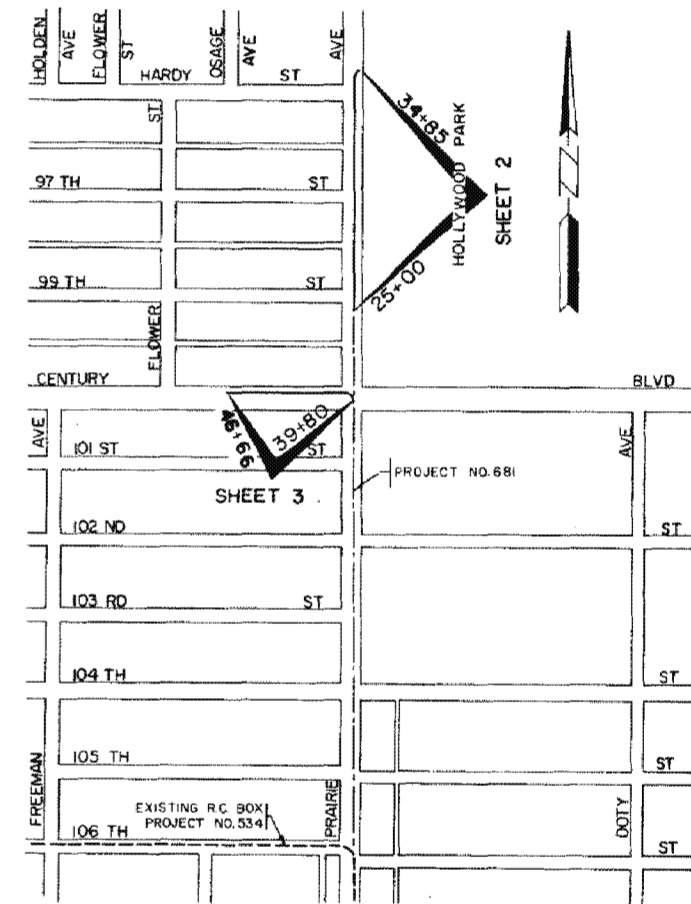 HOLDEN
AVE
FLOWER
ST
OSAGE
AVE
AVE
HARDY ST
ST
34+85
HOLLYWOOD PARK
SHEET 2
97 TH ST
25+00
99 TH ST
FLOWER
CENTURY BLVD
AVE
46+66
39+80
101 ST ST
AVE
PROJECT NO. 681
SHEET 3
102 ND
ST
103 RD ST
104 TH
ST
105 TH
ST
FREEMAN
EXISTING R.C. BOX
PROJECT NO. 534
PRAIRIE
DOTY
106 TH
ST